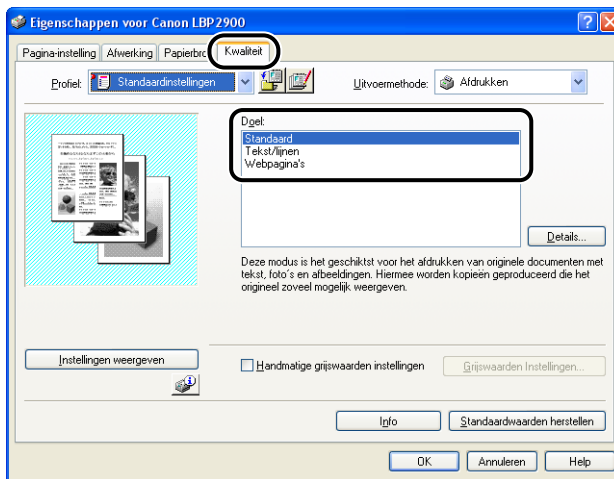 Eigenschappen voor Canon LBP2900
Pagina-instelling Afwerking Papierbro Kwaliteit
Profiel: Standaardinstellingen Uitvoermethode: Afdrukken
Doel:
Standaard
Tekst/lijnen
Webpagina's
Details...
Deze modus is het geschiktst voor het afdrukken van originele documenten met
tekst, foto's en afbeeldingen. Hiermee worden kopieën geproduceerd die het
origineel zoveel mogelijk weergeven.
Instellingen weergeven
Handmatige grijswaarden instellingen Grijswaarden Instellingen...
Info Standaardwaarden herstellen
OK Annuleren Help